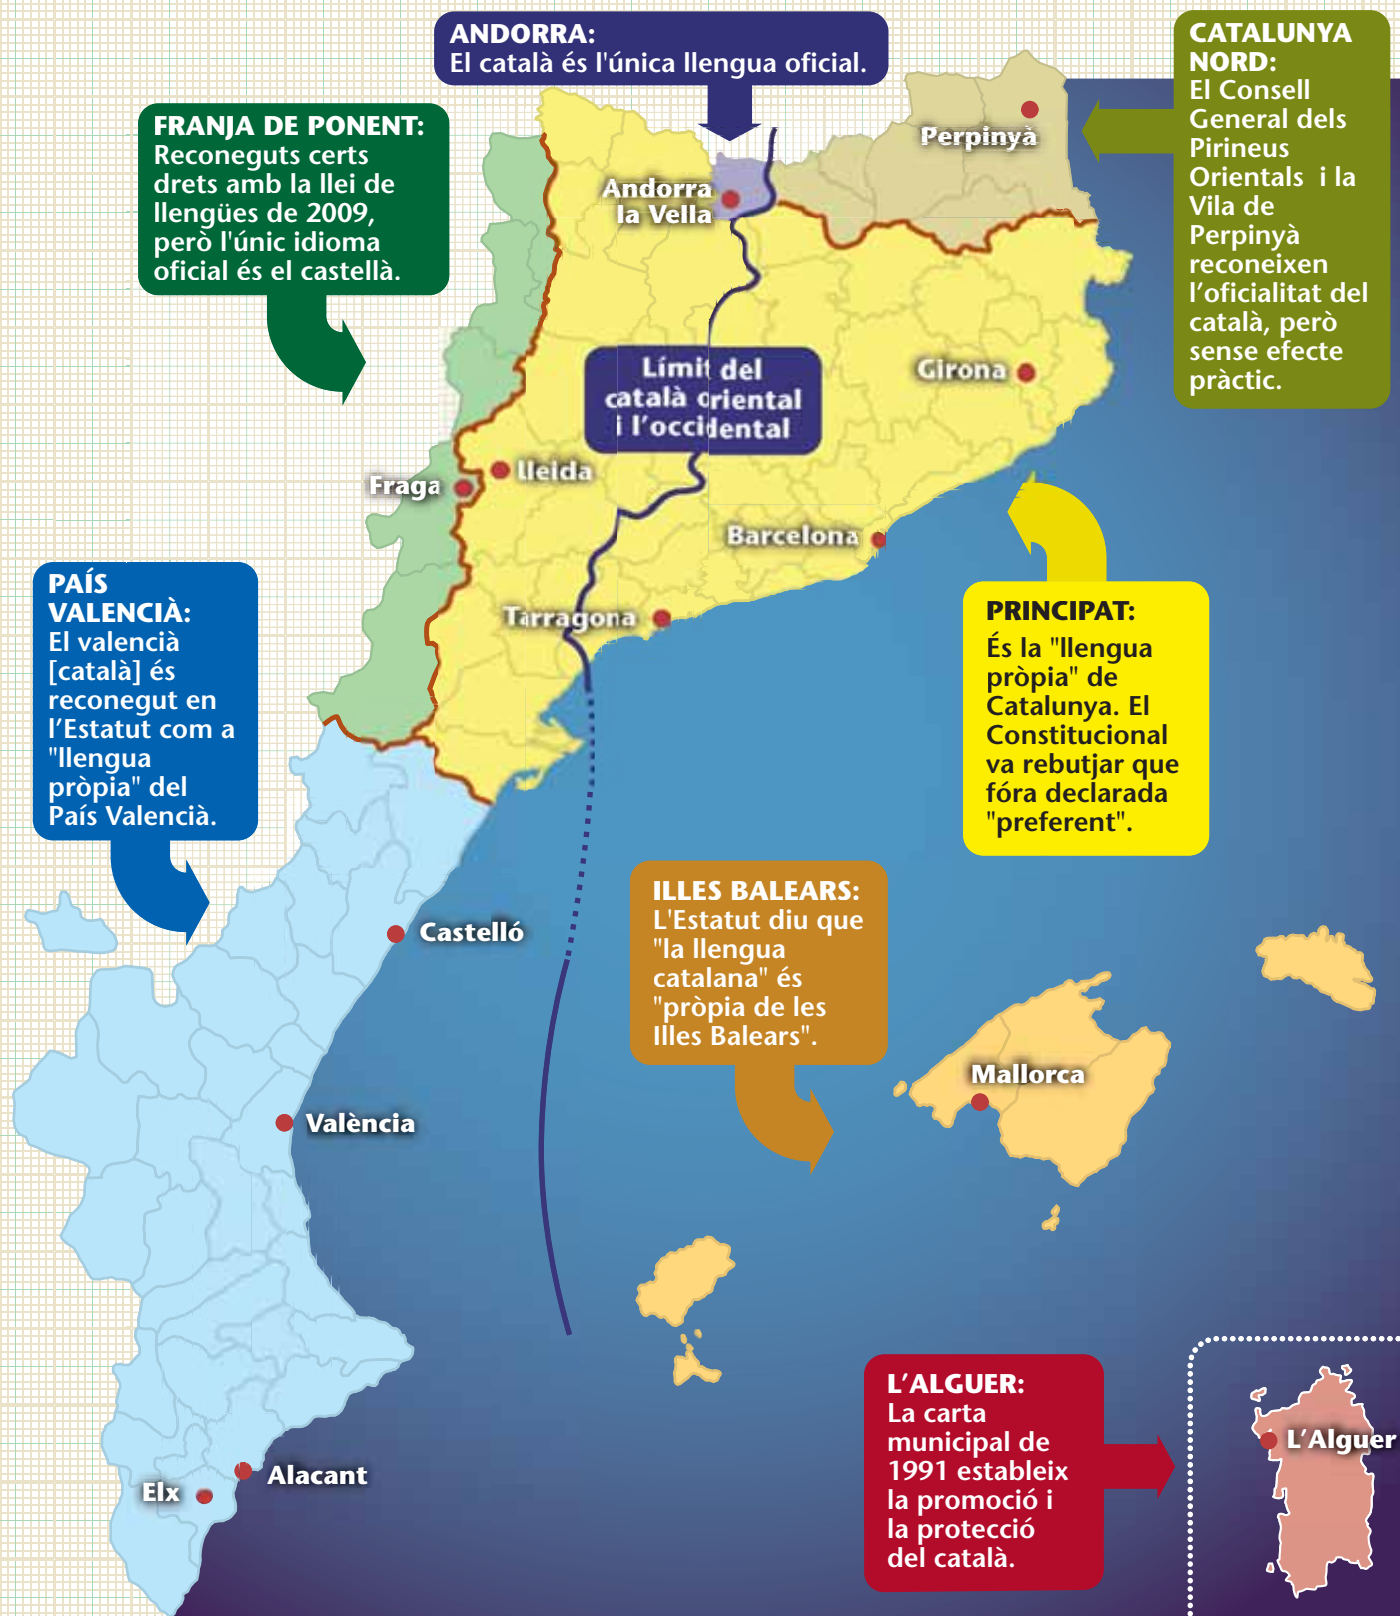 ANDORRA:
El català és l'única llengua oficial.
CATALUNYA
NORD:
El Consell
General dels
Pirineus
Orientals i la
Vila de
Perpinyà
reconeixen
l’oficialitat del
català, però
sense efecte
pràctic.
FRANJA DE PONENT:
Reconeguts certs
drets amb la llei de
llengües de 2009,
però l'únic idioma
oficial és el castellà.
Perpinyà
Andorra
la Vella
Límit del
català oriental
i l’occidental
Girona
Lleida
Fraga
Barcelona
Tarragona
PAÍS
VALENCIÀ:
El valencià
[català] és
reconegut en
l’Estatut com a
"llengua
pròpia" del
País Valencià.
PRINCIPAT:
És la "llengua
pròpia" de
Catalunya. El
Constitucional
va rebutjar que
fóra declarada
"preferent".
ILLES BALEARS:
L'Estatut diu que
"la llengua
catalana" és
"pròpia de les
Illes Balears".
Castelló
Mallorca
València
L’ALGUER:
La carta
municipal de
1991 estableix
la promoció i
la protecció
del català.
L’Alguer
Alacant
Elx